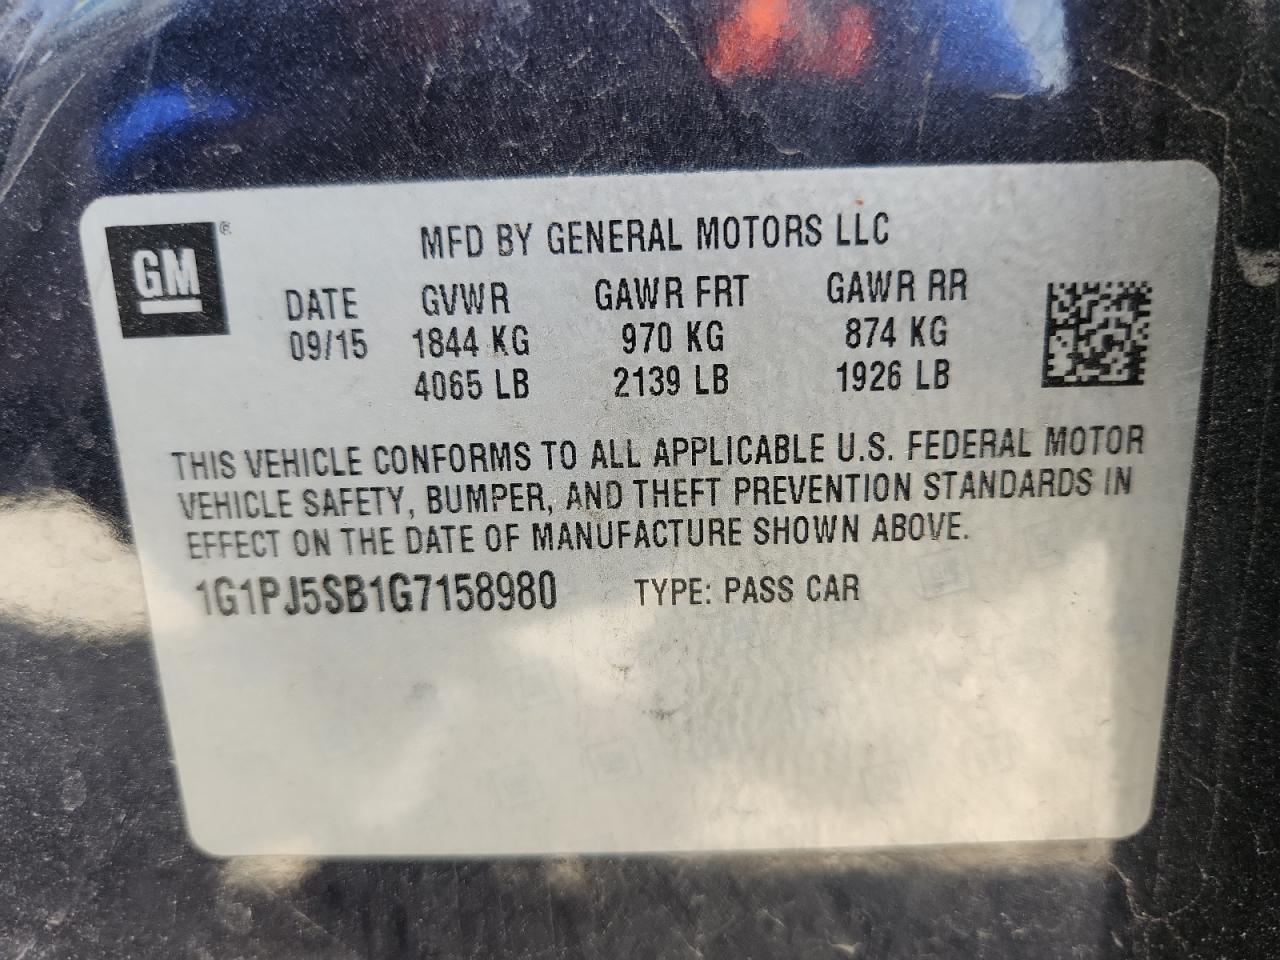 GM ®
MFD BY GENERAL MOTORS LLC
DATE GVWR GAWR FRT GAWR RR
09/15 1844 KG 970 KG 874 KG
4065 LB 2139 LB 1926 LB
THIS VEHICLE CONFORMS TO ALL APPLICABLE U.S. FEDERAL MOTOR
VEHICLE SAFETY, BUMPER, AND THEFT PREVENTION STANDARDS IN
EFFECT ON THE DATE OF MANUFACTURE SHOWN ABOVE.
1G1PJ5SB1G7158980 TYPE: PASS CAR